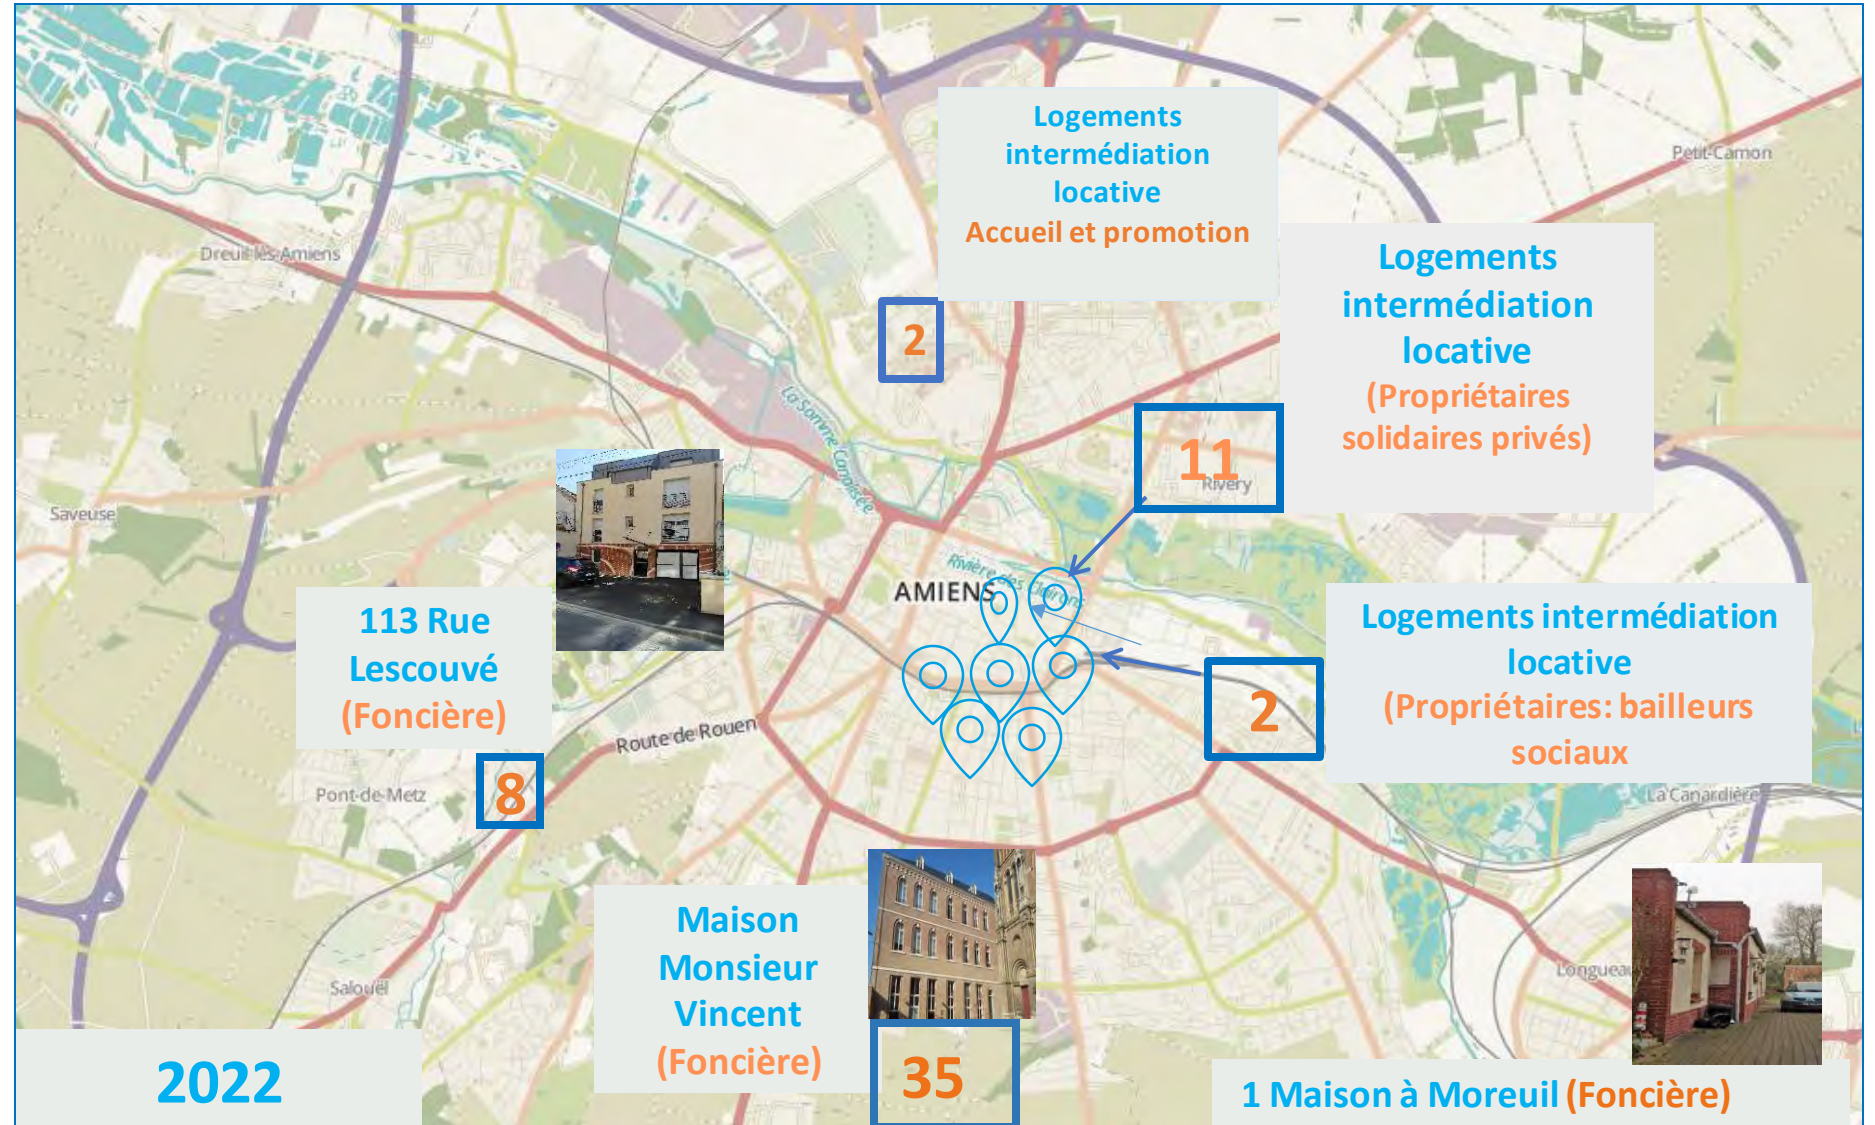 Logements
intermédiation
locative
Accueil et promotion
Petit-Camon
Logements
intermédiation
locative
(Propriétaires
solidaires privés)
Dreuil-lès-Amiens
2
La Somme Canalisée
11
Rivery
Saveuse
Rivière des Clairons
AMIENS
113 Rue
Lescouvé
(Foncière)
Logements intermédiation
locative
(Propriétaires: bailleurs
sociaux
2
Route de Rouen
8
Pont-de-Metz
La Canardière
Maison
Monsieur
Vincent
(Foncière)
35
Longueau
Salouël
2022
1 Maison à Moreuil (Foncière)